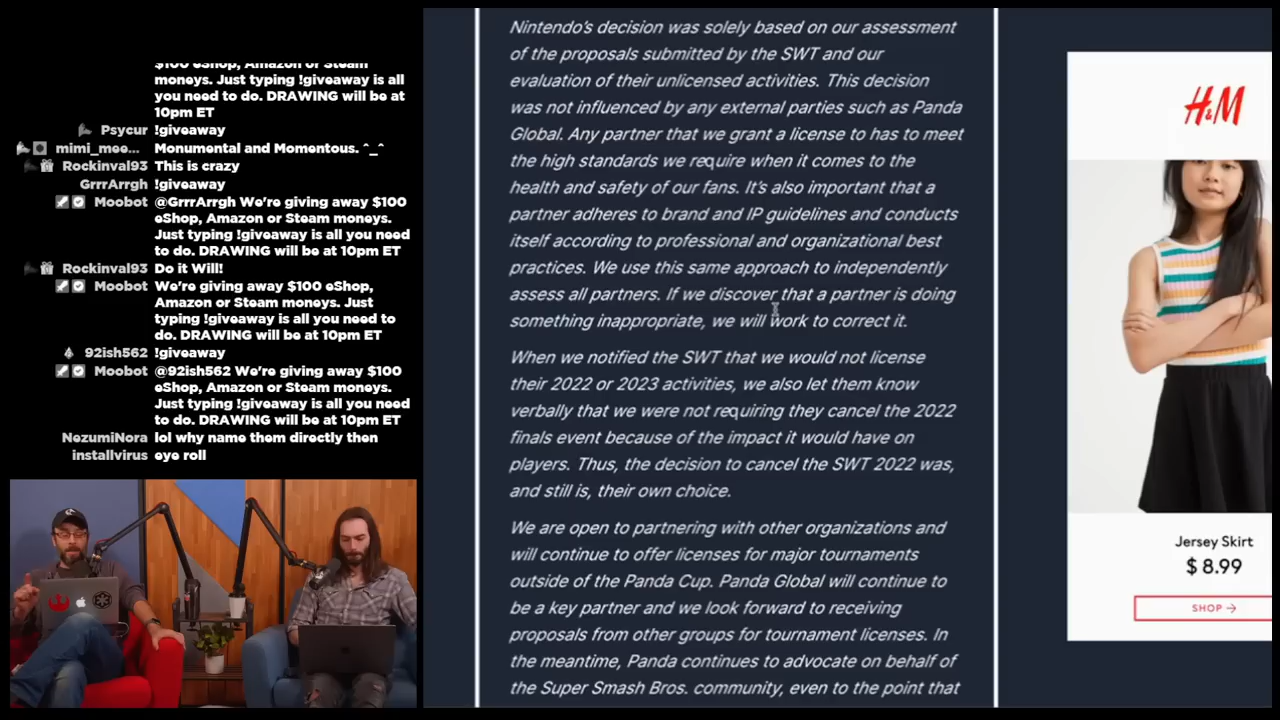 $100 eShop, Amazon or Steam
moneys. Just typing !giveaway is all
you need to do. DRAWING will be at
10pm ET
Psycur !giveaway
mimi_mee... Monumental and Momentous. ^_^
Rockinval93 This is crazy
GrrrArrgh !giveaway
Moobot @GrrrArrgh We're giving away $100
eShop, Amazon or Steam moneys.
Just typing !giveaway is all you need
to do. DRAWING will be at 10pm ET
Rockinval93 Do it Will!
Moobot We're giving away $100 eShop,
Amazon or Steam moneys. Just
typing !giveaway is all you need to
do. DRAWING will be at 10pm ET
92ish562 !giveaway
Moobot @92ish562 We're giving away $100
eShop, Amazon or Steam moneys.
Just typing !giveaway is all you need
to do. DRAWING will be at 10pm ET
NezumiNora lol why name them directly then
installvirus eye roll
Nintendo's decision was solely based on our assessment
of the proposals submitted by the SWT and our
evaluation of their unlicensed activities. This decision
was not influenced by any external parties such as Panda
Global. Any partner that we grant a license to has to meet
the high standards we require when it comes to the
health and safety of our fans. It's also important that a
partner adheres to brand and IP guidelines and conducts
itself according to professional and organizational best
practices. We use this same approach to independently
assess all partners. If we discover that a partner is doing
something inappropriate, we will work to correct it.
When we notified the SWT that we would not license
their 2022 or 2023 activities, we also let them know
verbally that we were not requiring they cancel the 2022
finals event because of the impact it would have on
players. Thus, the decision to cancel the SWT 2022 was,
and still is, their own choice.
We are open to partnering with other organizations and
will continue to offer licenses for major tournaments
outside of the Panda Cup. Panda Global will continue to
be a key partner and we look forward to receiving
proposals from other groups for tournament licenses. In
the meantime, Panda continues to advocate on behalf of
the Super Smash Bros. community, even to the point that
H&M
Jersey Skirt
$ 8.99
SHOP →